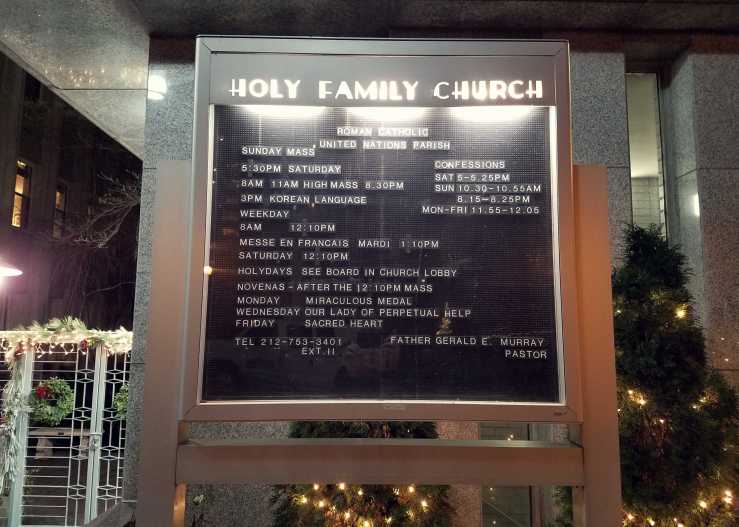 HOLY FAMILY CHURCH
ROMAN CATHOLIC
UNITED NATIONS PARISH
SUNDAY MASS
5:30PM SATURDAY
8AM 11AM HIGH MASS 8.30PM
3PM KOREAN LANGUAGE
WEEKDAY
8AM 12:10PM
CONFESSIONS
SAT 5-5.25PM
SUN 10.30-10.55AM
8.15-8.25PM
MON-FRI 11.55-12.05
MESSE EN FRANCAIS MARDI 1:10PM
SATURDAY 12:10PM
HOLYDAYS SEE BOARD IN CHURCH LOBBY
NOVENAS - AFTER THE 12:10PM MASS
MONDAY MIRACULOUS MEDAL
WEDNESDAY OUR LADY OF PERPETUAL HELP
FRIDAY SACRED HEART
TEL 212-753-3401
EXT.11
FATHER GERALD E. MURRAY
PASTOR